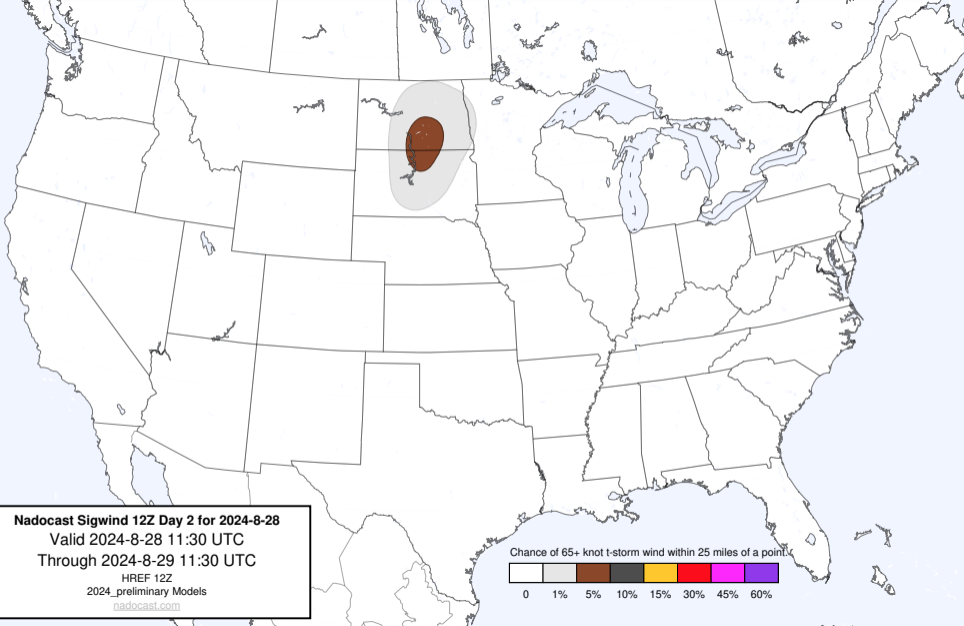 Nadocast Sigwind 12Z Day 2 for 2024-8-28
Valid 2024-8-28 11:30 UTC
Through 2024-8-29 11:30 UTC
HREF 12Z
2024_preliminary Models
nadocast.com
Chance of 65+ knot t-storm wind within 25 miles of a point.
0 1% 5% 10% 15% 30% 45% 60%